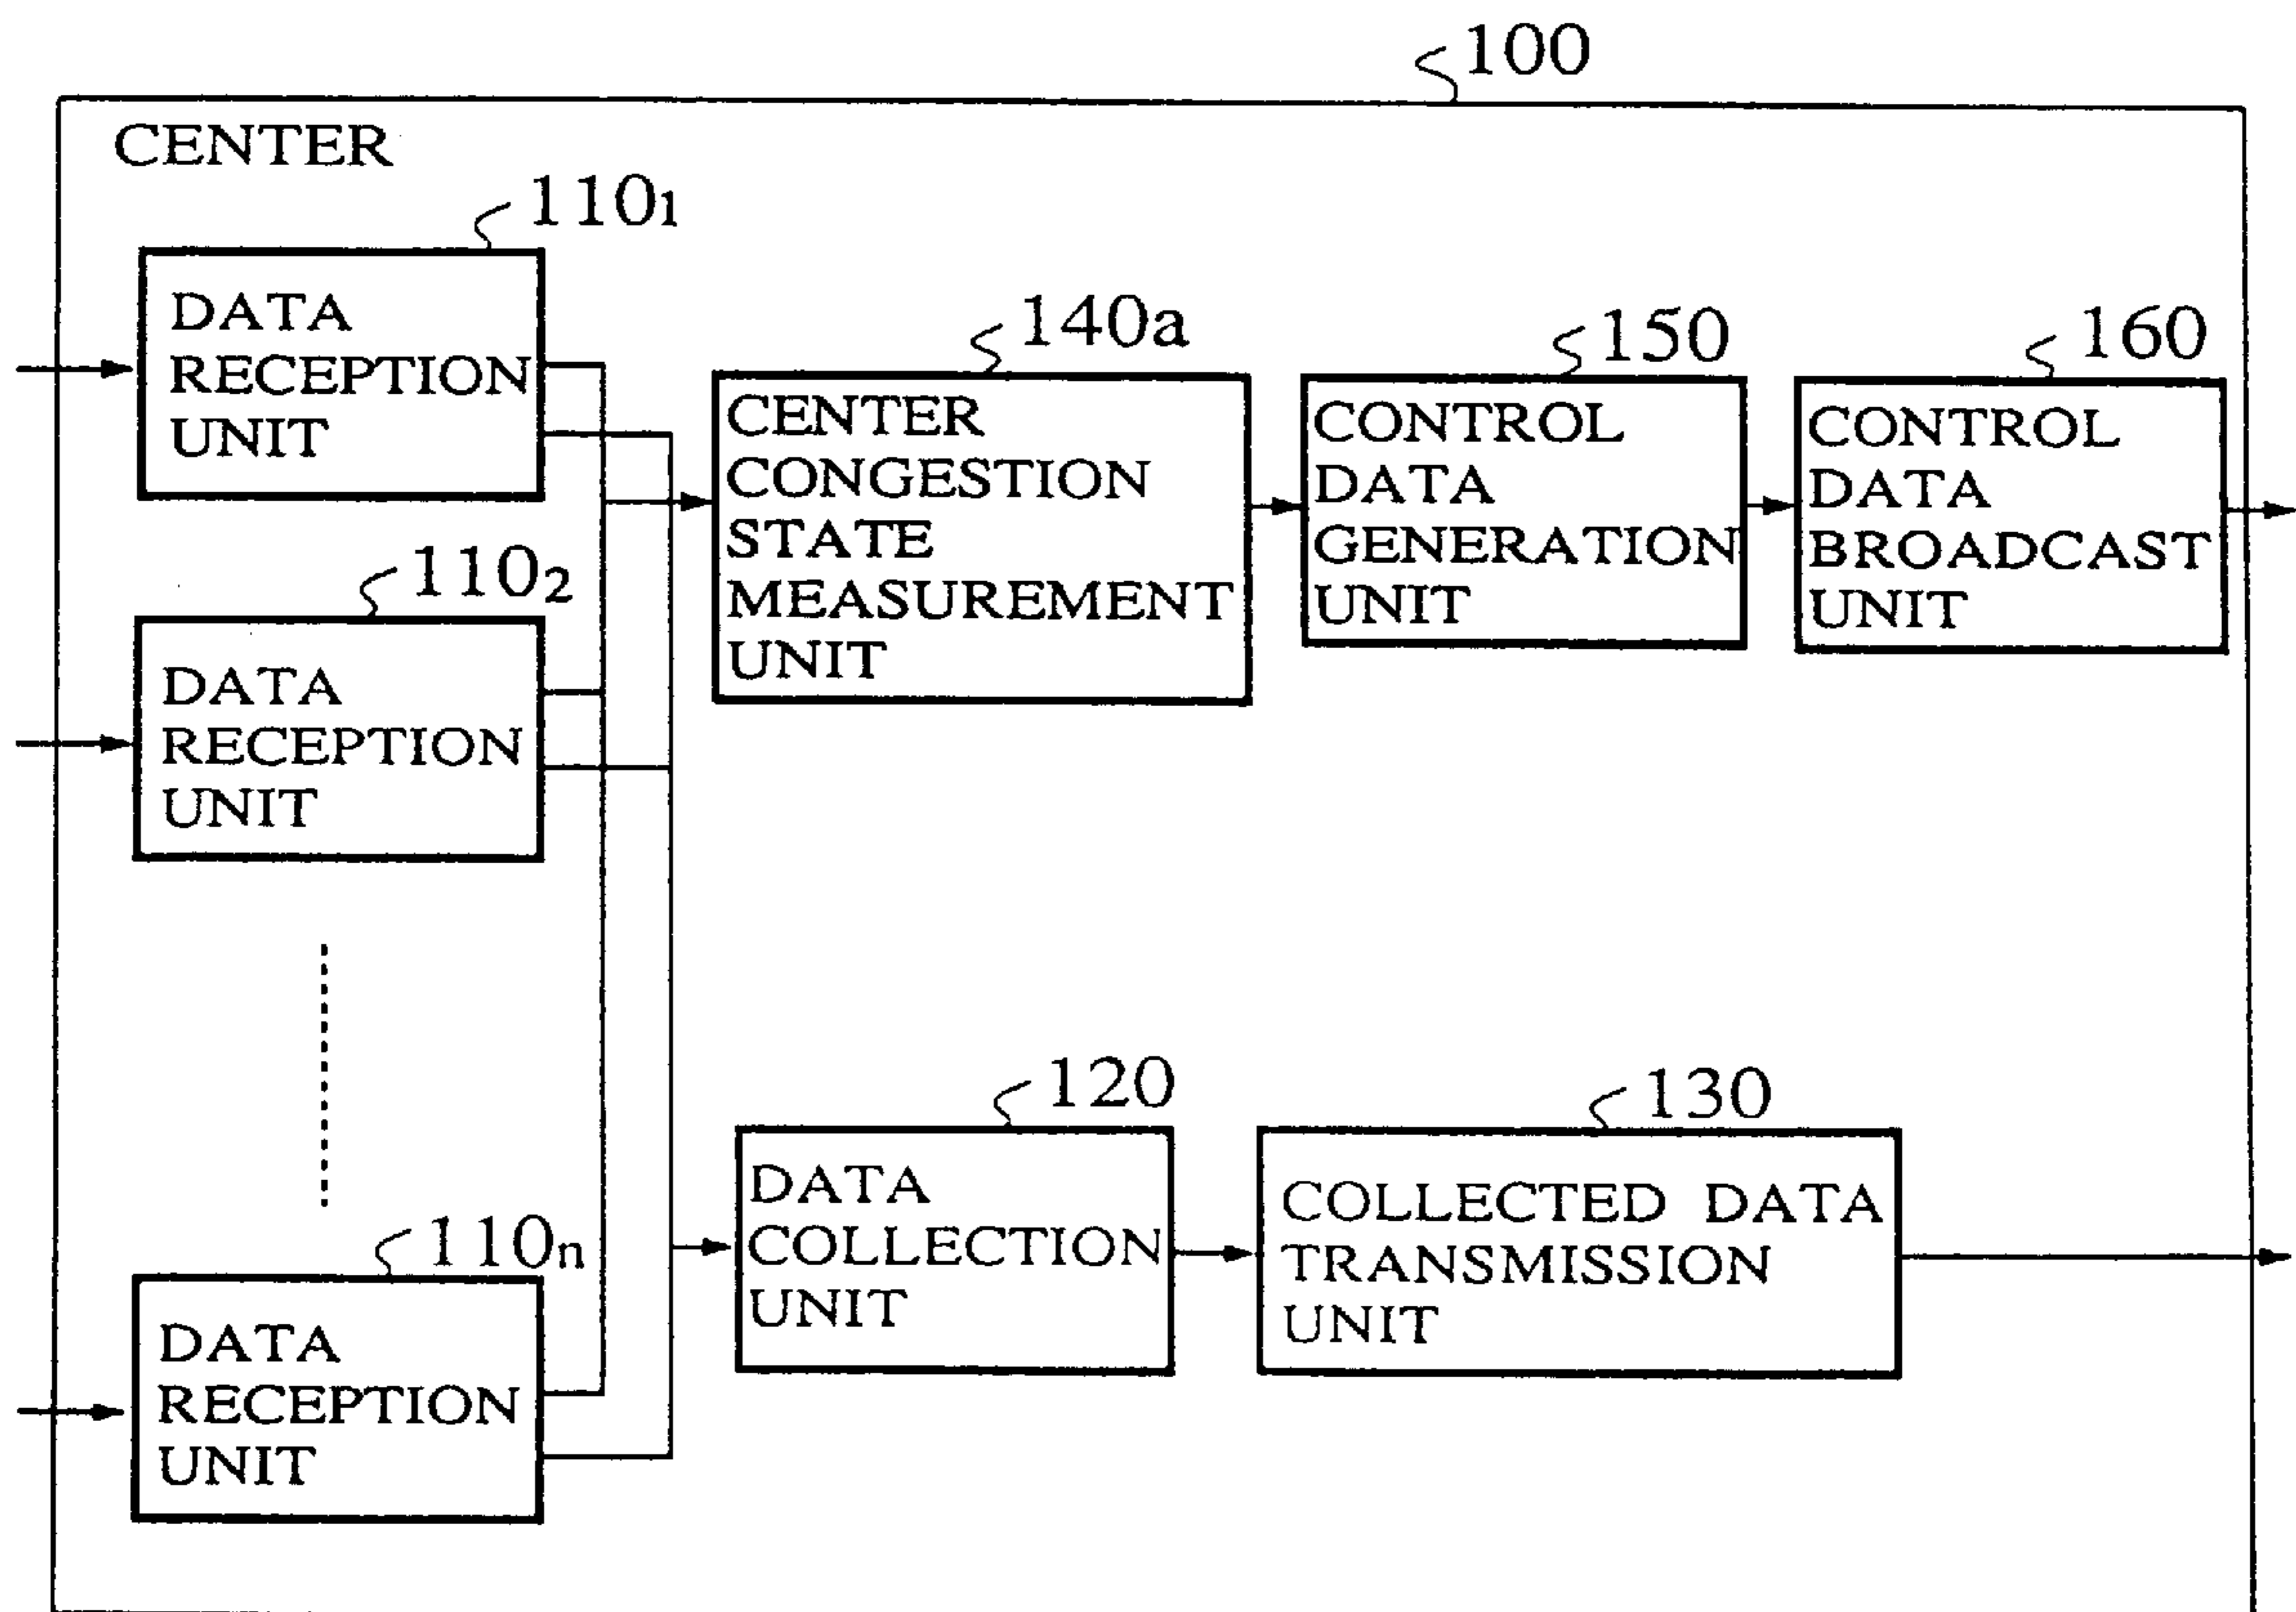 100
CENTER
110₁
DATA
RECEPTION
UNIT
140a
CENTER
CONGESTION
STATE
MEASUREMENT
UNIT
150
CONTROL
DATA
GENERATION
UNIT
160
CONTROL
DATA
BROADCAST
UNIT
110₂
DATA
RECEPTION
UNIT
120
DATA
COLLECTION
UNIT
130
COLLECTED DATA
TRANSMISSION
UNIT
110ₙ
DATA
RECEPTION
UNIT